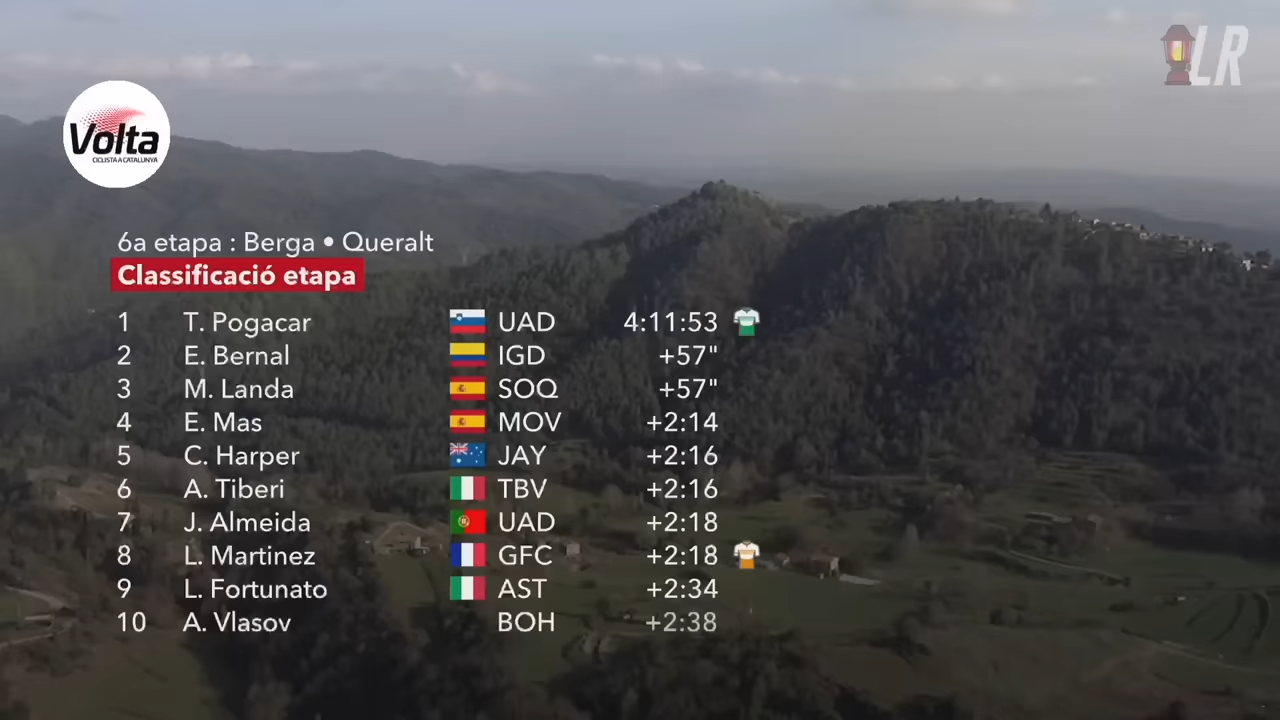 LR
Volta
CICLISTA A CATALUNYA
6a etapa : Berga • Queralt
Classificació etapa
1 T. Pogacar UAD 4:11:53
2 E. Bernal IGD +57"
3 M. Landa SOQ +57"
4 E. Mas MOV +2:14
5 C. Harper JAY +2:16
6 A. Tiberi TBV +2:16
7 J. Almeida UAD +2:18
8 L. Martinez GFC +2:18
9 L. Fortunato AST +2:34
10 A. Vlasov BOH +2:38